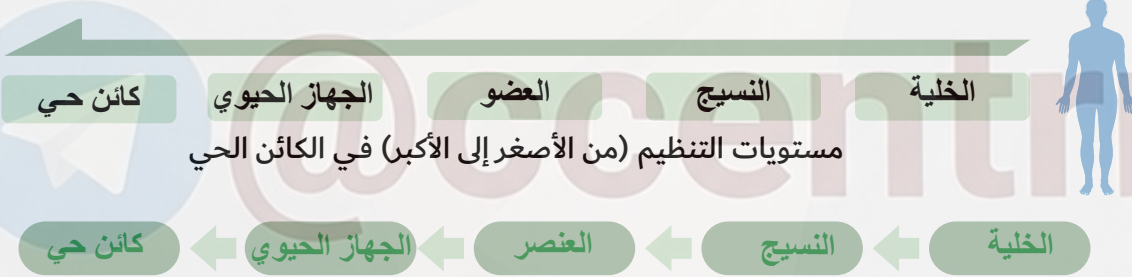 الخلية النسيج العضو الجهاز الحيوي كائن حي
مستويات التنظيم (من الأصغر إلى الأكبر) في الكائن الحي
الخلية النسيج العنصر الجهاز الحيوي كائن حي
@ccentr